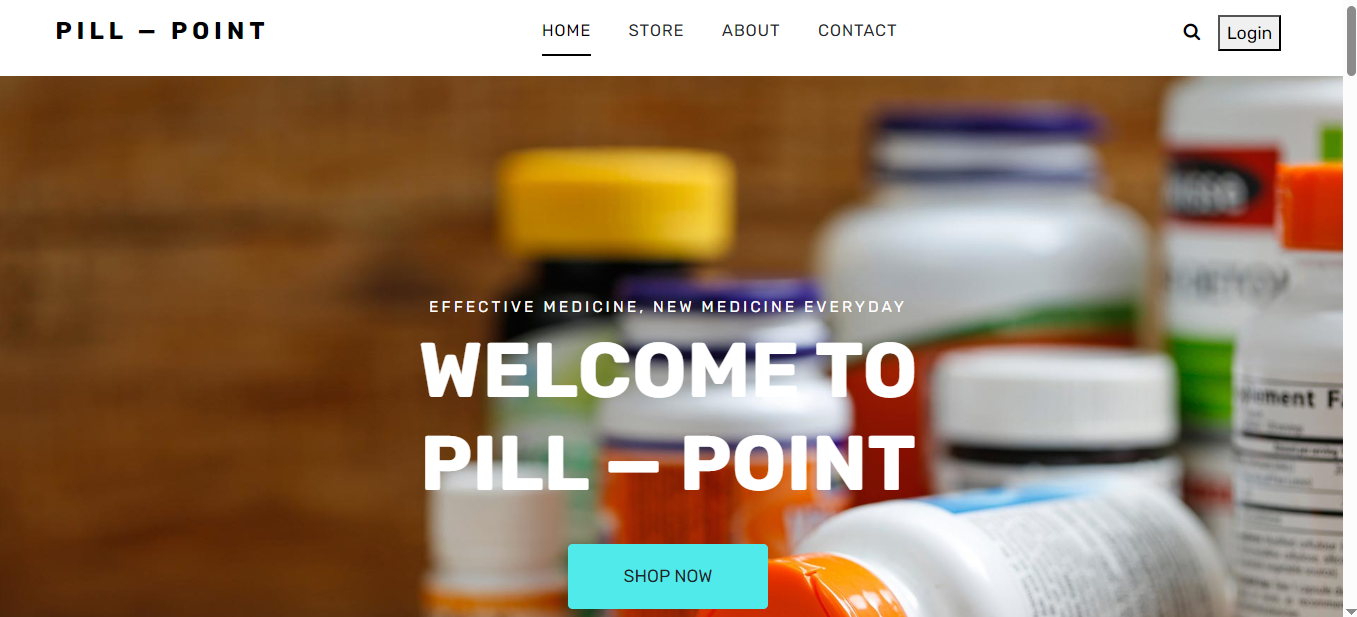 PILL — POINT
HOME STORE ABOUT CONTACT
Login
EFFECTIVE MEDICINE, NEW MEDICINE EVERYDAY
WELCOME TO
PILL — POINT
SHOP NOW